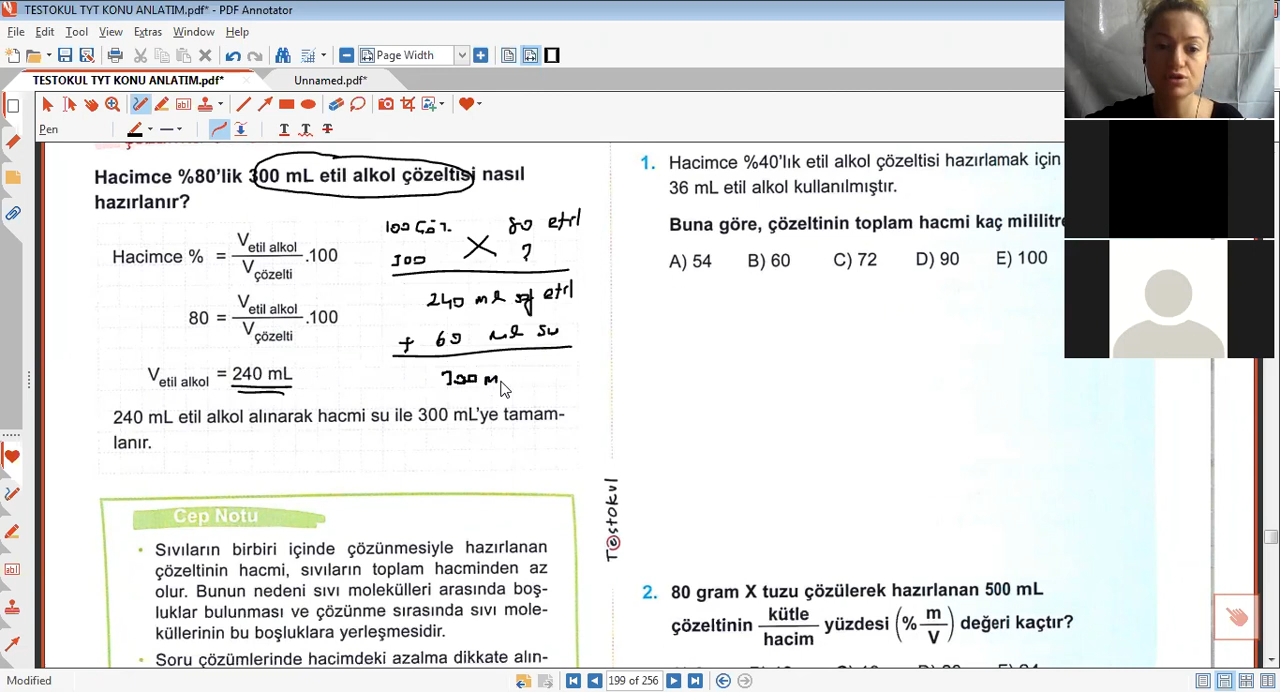 TESTOKUL TYT KONU ANLATIM.pdf* - PDF Annotator
File Edit Tool View Extras Window Help
Page Width
TESTOKUL TYT KONU ANLATIM.pdf*
Unnamed.pdf*
Pen
Hacimce %80'lik 300 mL etil alkol çözeltisi nasıl
hazırlanır?
Hacimce % = V etil alkol / V çözelti .100
80 = V etil alkol / V çözelti .100
V etil alkol = 240 mL
240 mL etil alkol alınarak hacmi su ile 300 mL'ye tamam-
lanır.
100 çöz. 80 etil
300 ?
240 ml saf etil
+ 60 ml su
300 m
Cep Notu
• Sıvıların birbiri içinde çözünmesiyle hazırlanan
çözeltinin hacmi, sıvıların toplam hacminden az
olur. Bunun nedeni sıvı molekülleri arasında boş-
luklar bulunması ve çözünme sırasında sıvı mole-
küllerinin bu boşluklara yerleşmesidir.
• Soru çözümlerinde hacimdeki azalma dikkate alın-
Testokul
1. Hacimce %40'lık etil alkol çözeltisi hazırlamak için
36 mL etil alkol kullanılmıştır.
Buna göre, çözeltinin toplam hacmi kaç mililitre
A) 54 B) 60 C) 72 D) 90 E) 100
2. 80 gram X tuzu çözülerek hazırlanan 500 mL
çözeltinin kütle / hacim yüzdesi (% m / V) değeri kaçtır?
Modified
199 of 256